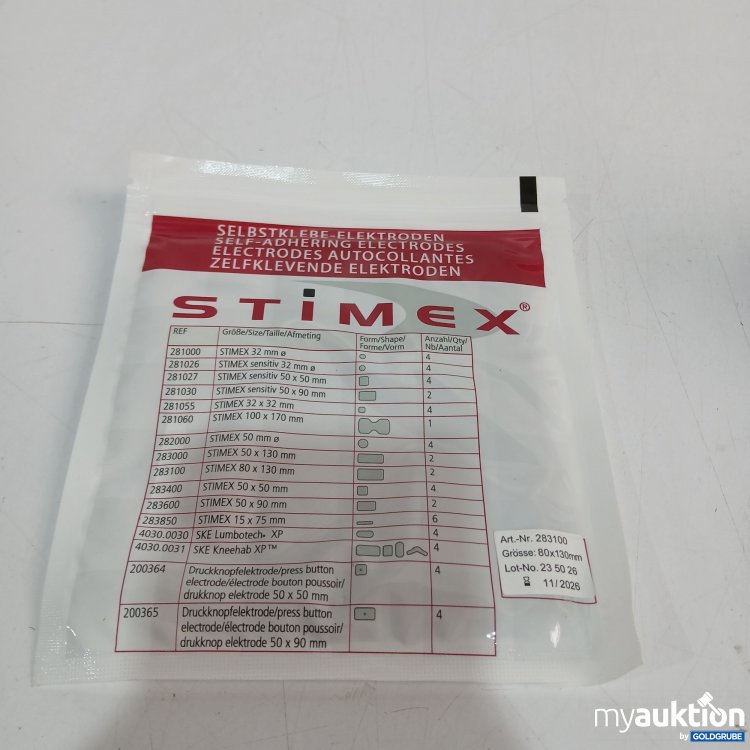 SELBSTKLEBE-ELEKTRODEN
SELF-ADHERING ELECTRODES
ELECTRODES AUTOCOLLANTES
ZELFKLEVENDE ELEKTRODEN
STIMEX®
REF Größe/Size/Taille/Afmeting Form/Shape/ Anzahl/Qty/
Forme/Vorm Nb/Aantal
281000 STIMEX 32 mm ø 4
281026 STIMEX sensitiv 32 mm ø 4
281027 STIMEX sensitiv 50 x 50 mm 4
281030 STIMEX sensitiv 50 x 90 mm 2
281055 STIMEX 32 x 32 mm 4
281060 STIMEX 100 x 170 mm 1
282000 STIMEX 50 mm ø 4
283000 STIMEX 50 x 130 mm 2
283100 STIMEX 80 x 130 mm 2
283400 STIMEX 50 x 50 mm 4
283600 STIMEX 50 x 90 mm 2
283850 STIMEX 15 x 75 mm 6
4030.0030 SKE Lumbotech® XP 4
4030.0031 SKE Kneehab XP™ 4
200364 Druckknopfelektrode/press button 4
electrode/électrode bouton poussoir/
drukknop elektrode 50 x 50 mm
200365 Druckknopfelektrode/press button 4
electrode/électrode bouton poussoir/
drukknop elektrode 50 x 90 mm
Art.-Nr. 283100
Grösse: 80x130mm
Lot-No. 23 50 26
11/2026
myauktion
by GOLDGRUBE